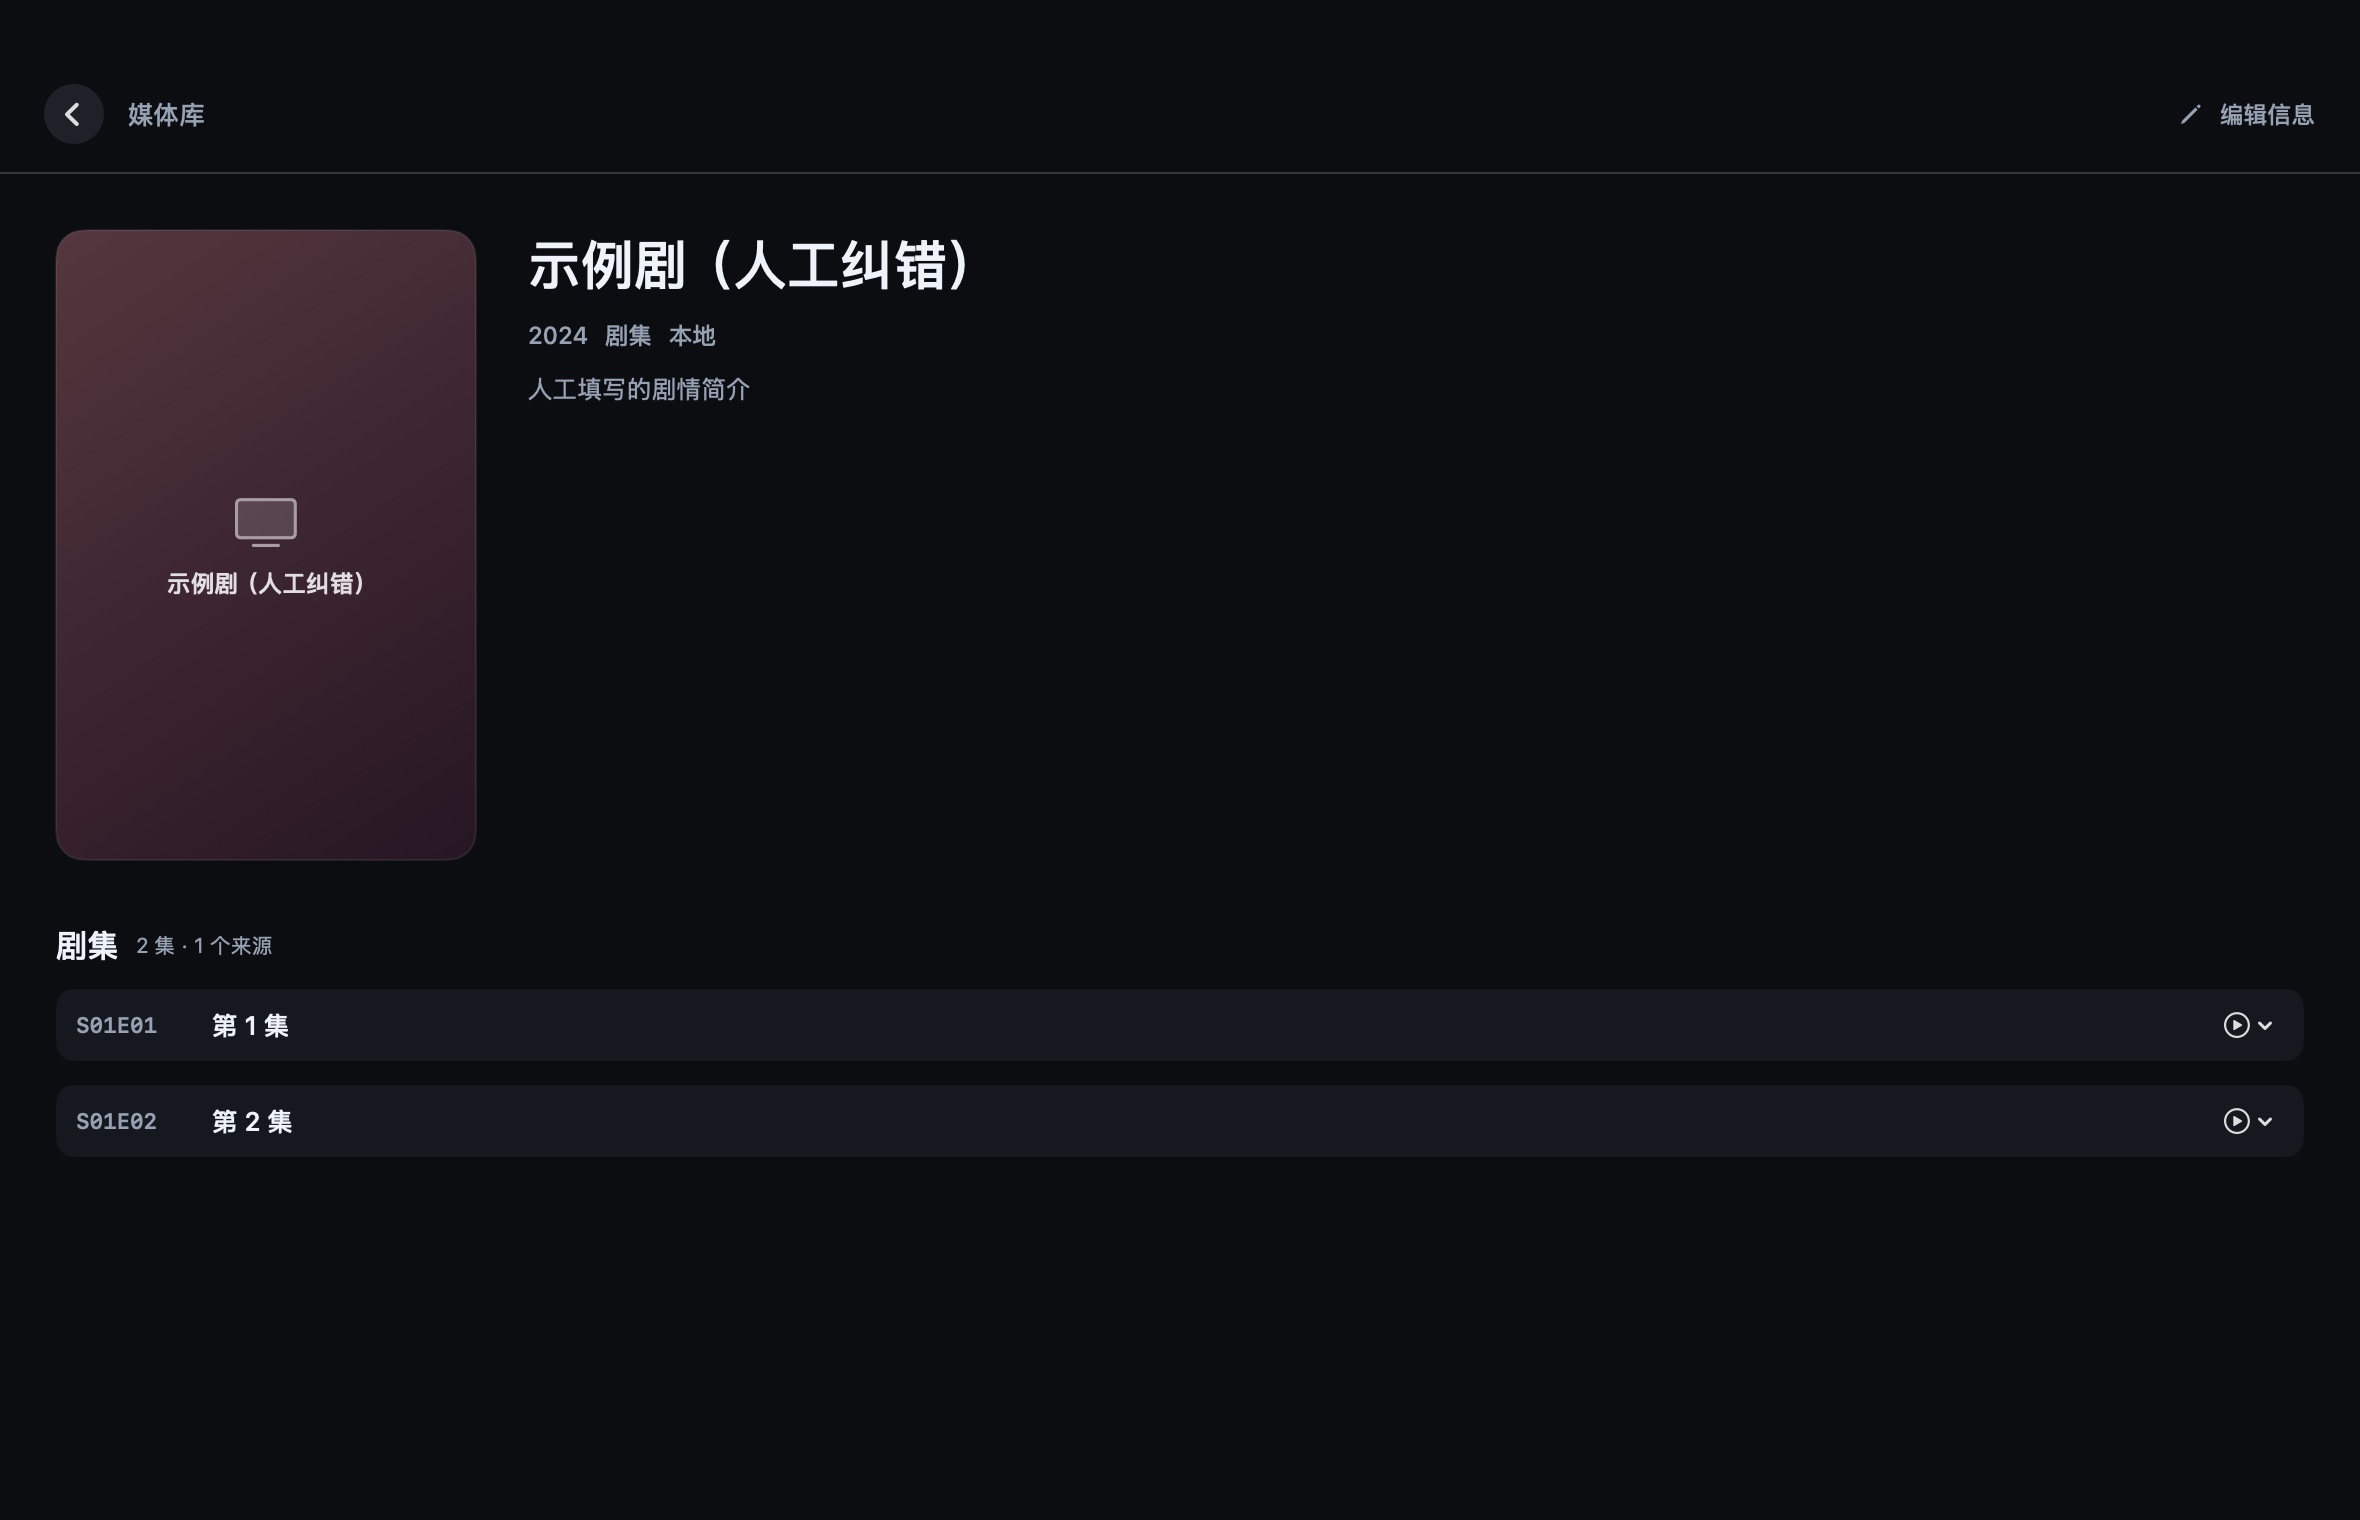 媒体库
编辑信息
示例剧（人工纠错）
2024 剧集 本地
人工填写的剧情简介
示例剧（人工纠错）
剧集 2 集 · 1 个来源
S01E01 第 1 集
S01E02 第 2 集